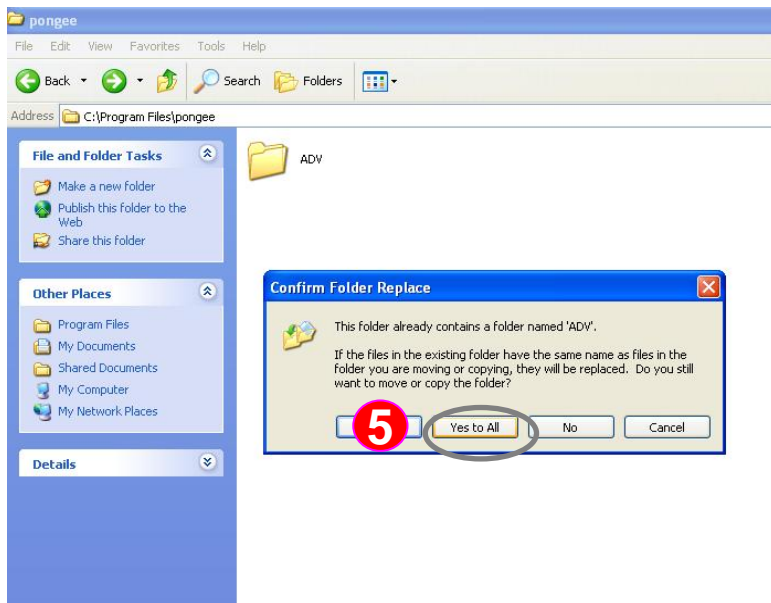 pongee
File Edit View Favorites Tools Help
Back Search Folders
Address C:\Program Files\pongee
File and Folder Tasks
Make a new folder
Publish this folder to the
Web
Share this folder
Other Places
Program Files
My Documents
Shared Documents
My Computer
My Network Places
Details
ADV
Confirm Folder Replace
This folder already contains a folder named 'ADV'.
If the files in the existing folder have the same name as files in the
folder you are moving or copying, they will be replaced. Do you still
want to move or copy the folder?
5 Yes to All No Cancel